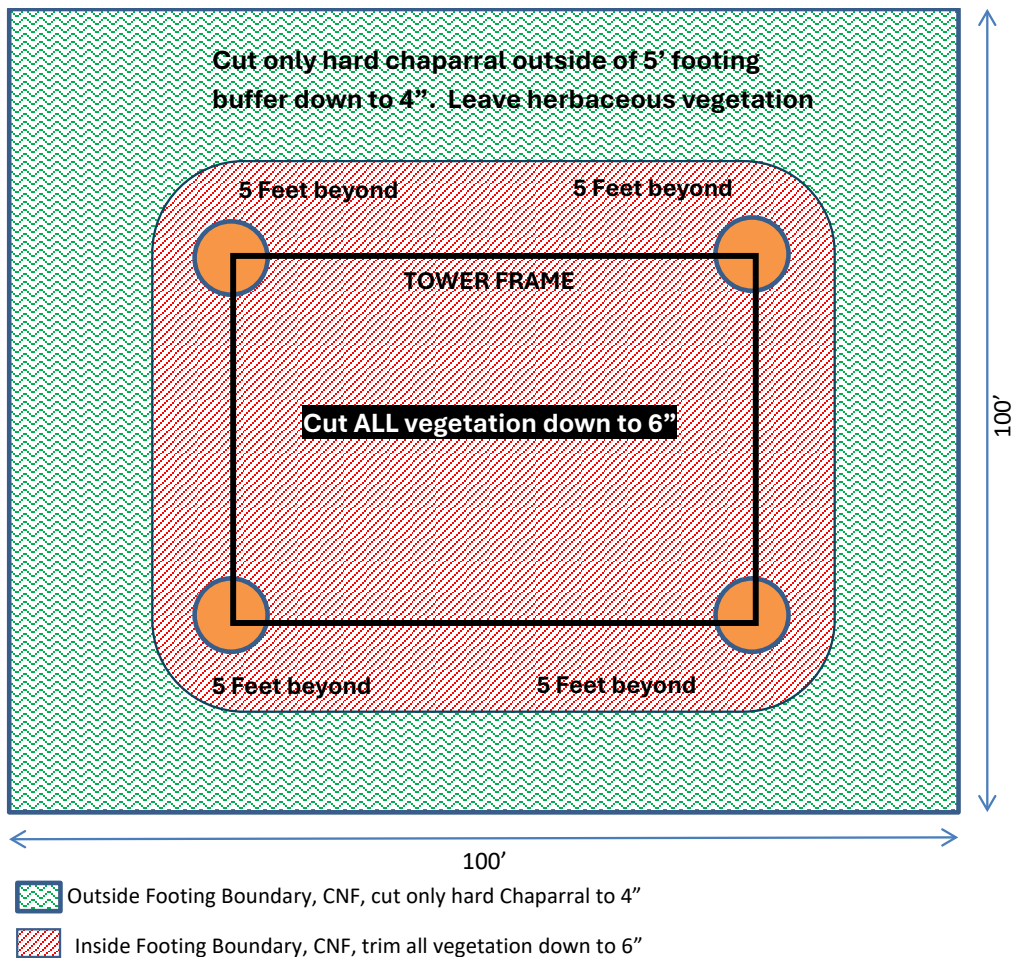 Cut only hard chaparral outside of 5’ footing
buffer down to 4”. Leave herbaceous vegetation
5 Feet beyond
5 Feet beyond
TOWER FRAME
Cut ALL vegetation down to 6”
100’
5 Feet beyond
5 Feet beyond
100’
Outside Footing Boundary, CNF, cut only hard Chaparral to 4”
Inside Footing Boundary, CNF, trim all vegetation down to 6”